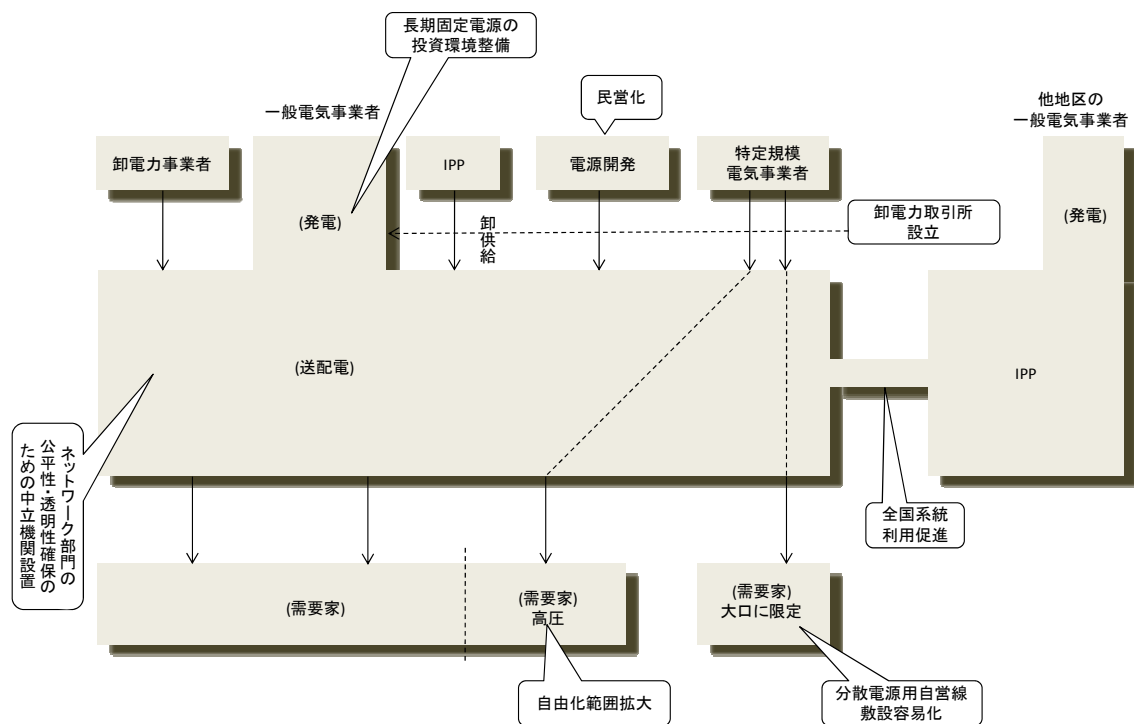 長期固定電源の
投資環境整備
一般電気事業者
民営化
他地区の
一般電気事業者
卸電力事業者
IPP
電源開発
特定規模
電気事業者
(発電)
卸供給
卸電力取引所
設立
(発電)
(送配電)
IPP
ネットワーク部門の
公平性・透明性確保の
ための中立機関設置
全国系統
利用促進
(需要家)
(需要家)
高圧
(需要家)
大口に限定
自由化範囲拡大
分散電源用自営線
敷設容易化